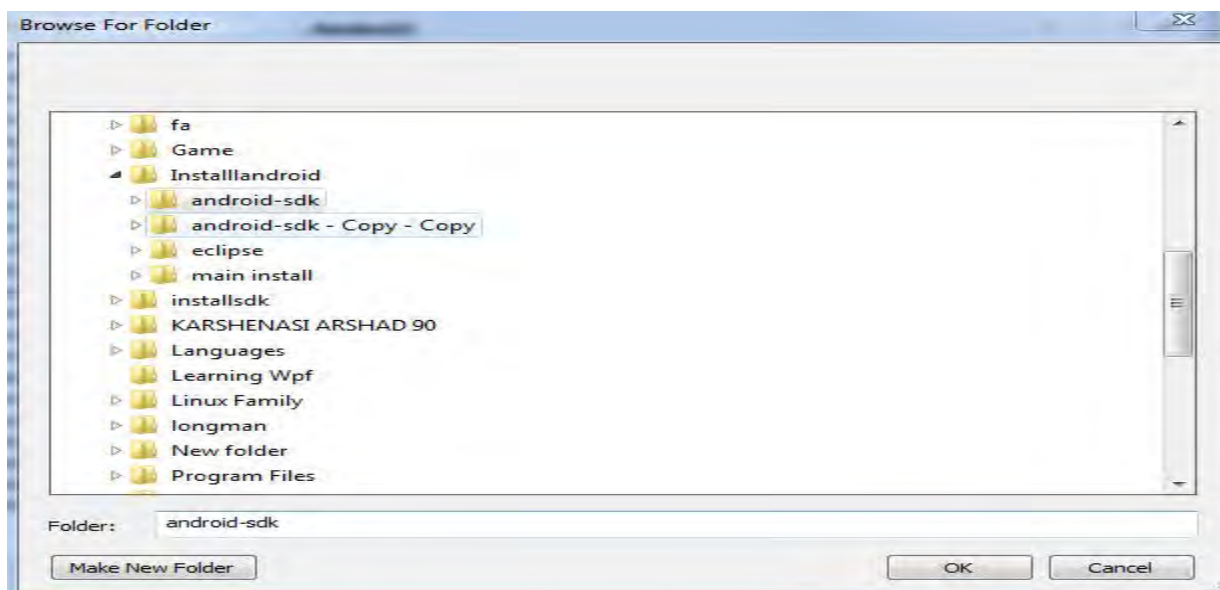 Browse For Folder
fa
Game
Installlandroid
android-sdk
android-sdk - Copy - Copy
eclipse
main install
installsdk
KARSHENASI ARSHAD 90
Languages
Learning Wpf
Linux Family
longman
New folder
Program Files
Folder: android-sdk
Make New Folder OK Cancel